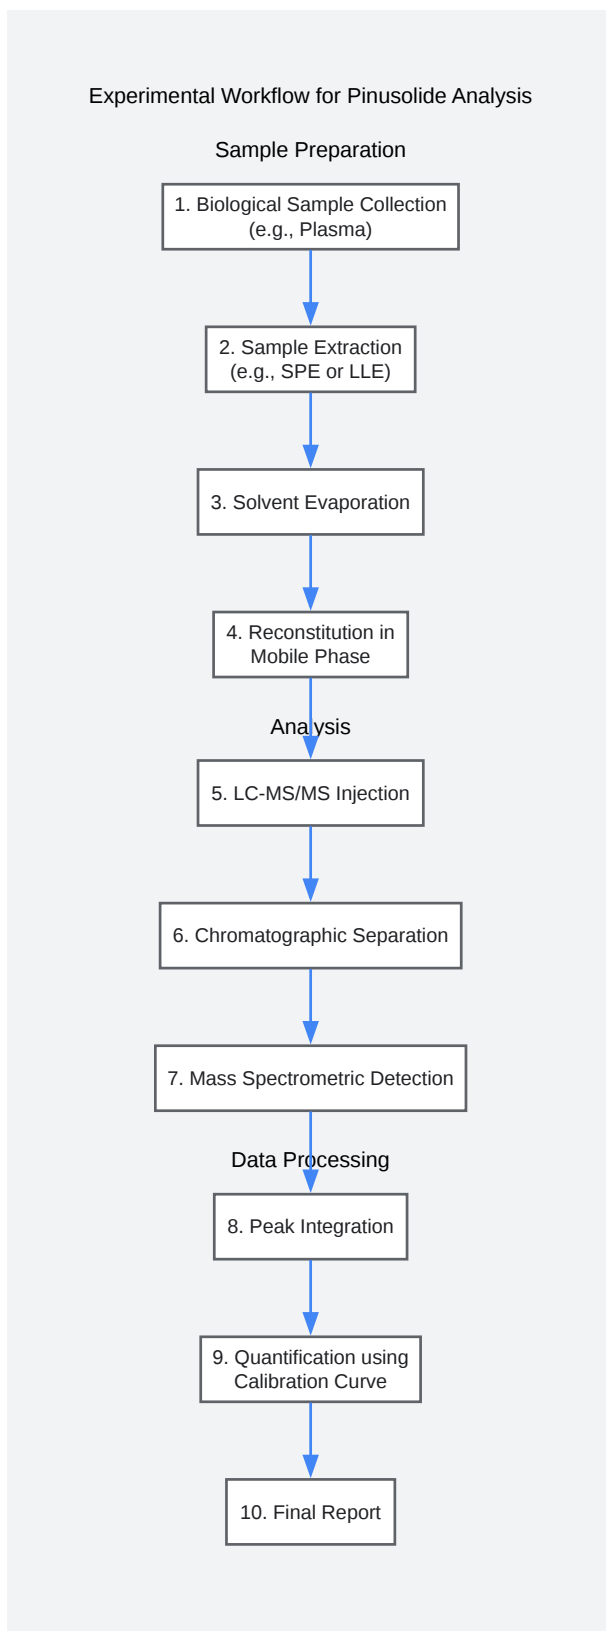 Experimental Workflow for Pinusolide Analysis
Sample Preparation
1. Biological Sample Collection
(e.g., Plasma)
2. Sample Extraction
(e.g., SPE or LLE)
3. Solvent Evaporation
4. Reconstitution in
Mobile Phase
Analysis
5. LC-MS/MS Injection
6. Chromatographic Separation
7. Mass Spectrometric Detection
Data Processing
8. Peak Integration
9. Quantification using
Calibration Curve
10. Final Report